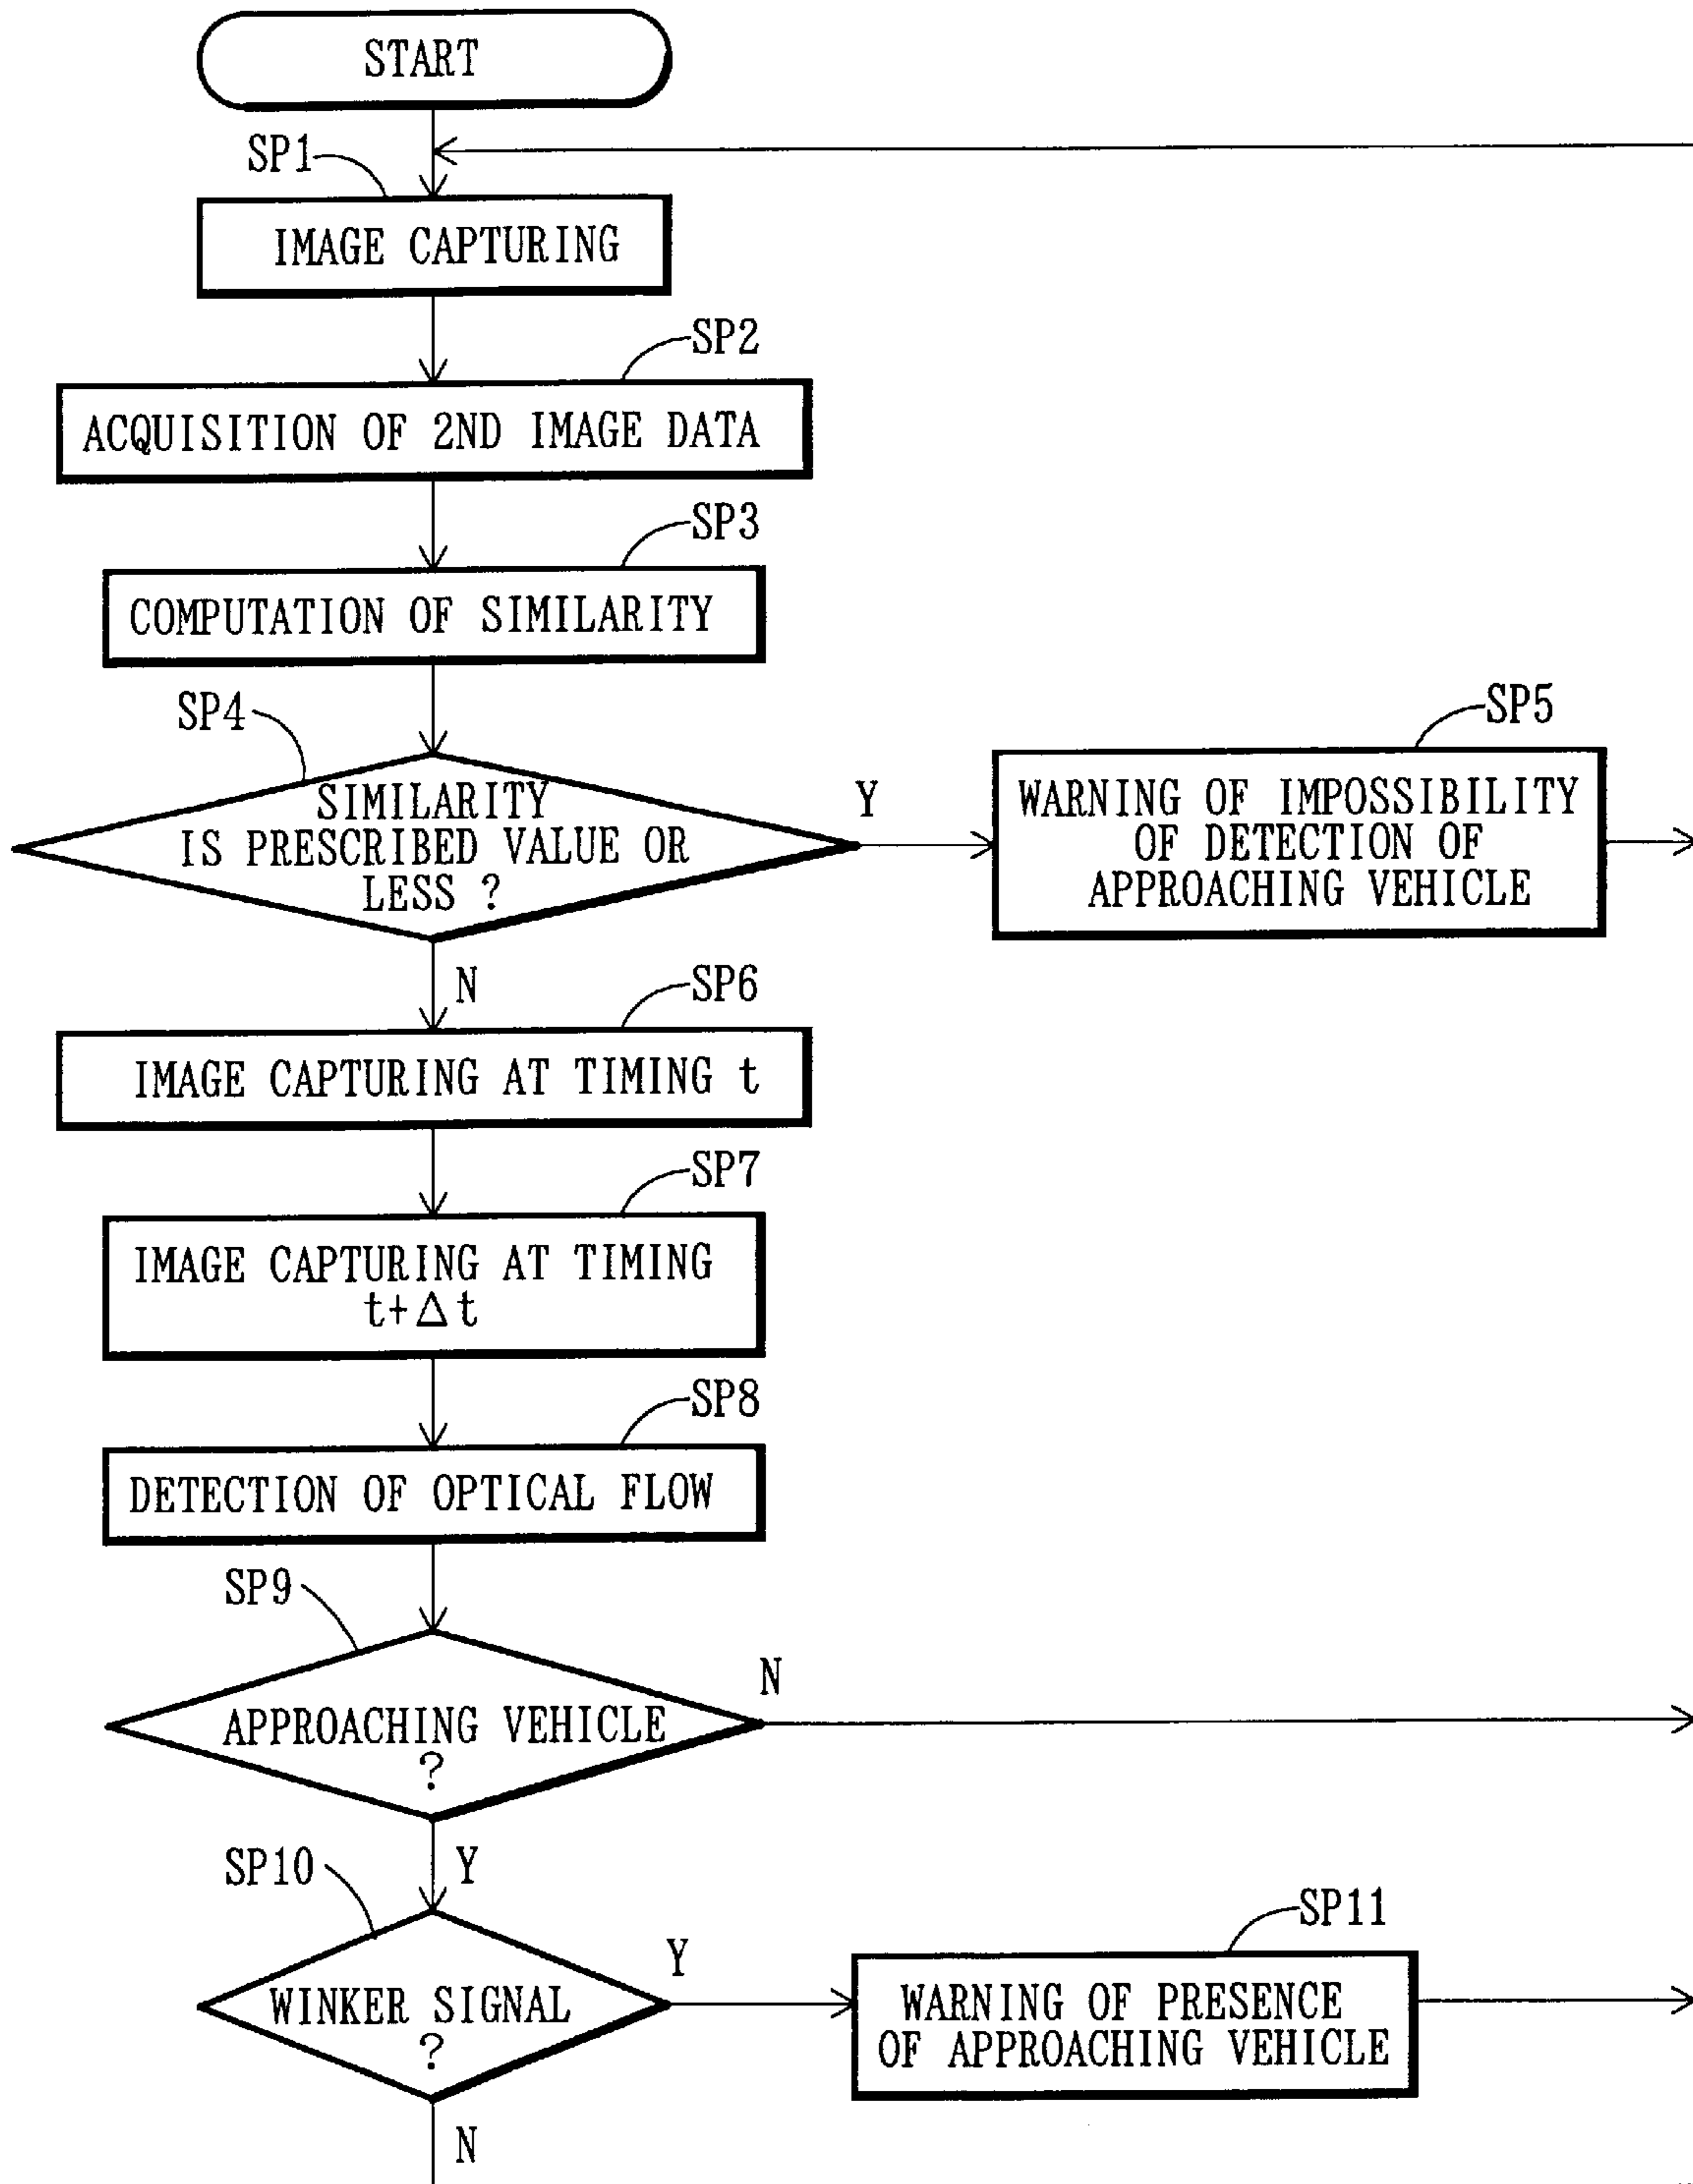 START
SP1
IMAGE CAPTURING
SP2
ACQUISITION OF 2ND IMAGE DATA
SP3
COMPUTATION OF SIMILARITY
SP4
SIMILARITY
IS PRESCRIBED VALUE OR
LESS ?
Y
SP5
WARNING OF IMPOSSIBILITY
OF DETECTION OF
APPROACHING VEHICLE
N
SP6
IMAGE CAPTURING AT TIMING t
SP7
IMAGE CAPTURING AT TIMING
t+Δt
SP8
DETECTION OF OPTICAL FLOW
SP9
APPROACHING VEHICLE
?
N
Y
SP10
WINKER SIGNAL
?
Y
SP11
WARNING OF PRESENCE
OF APPROACHING VEHICLE
N